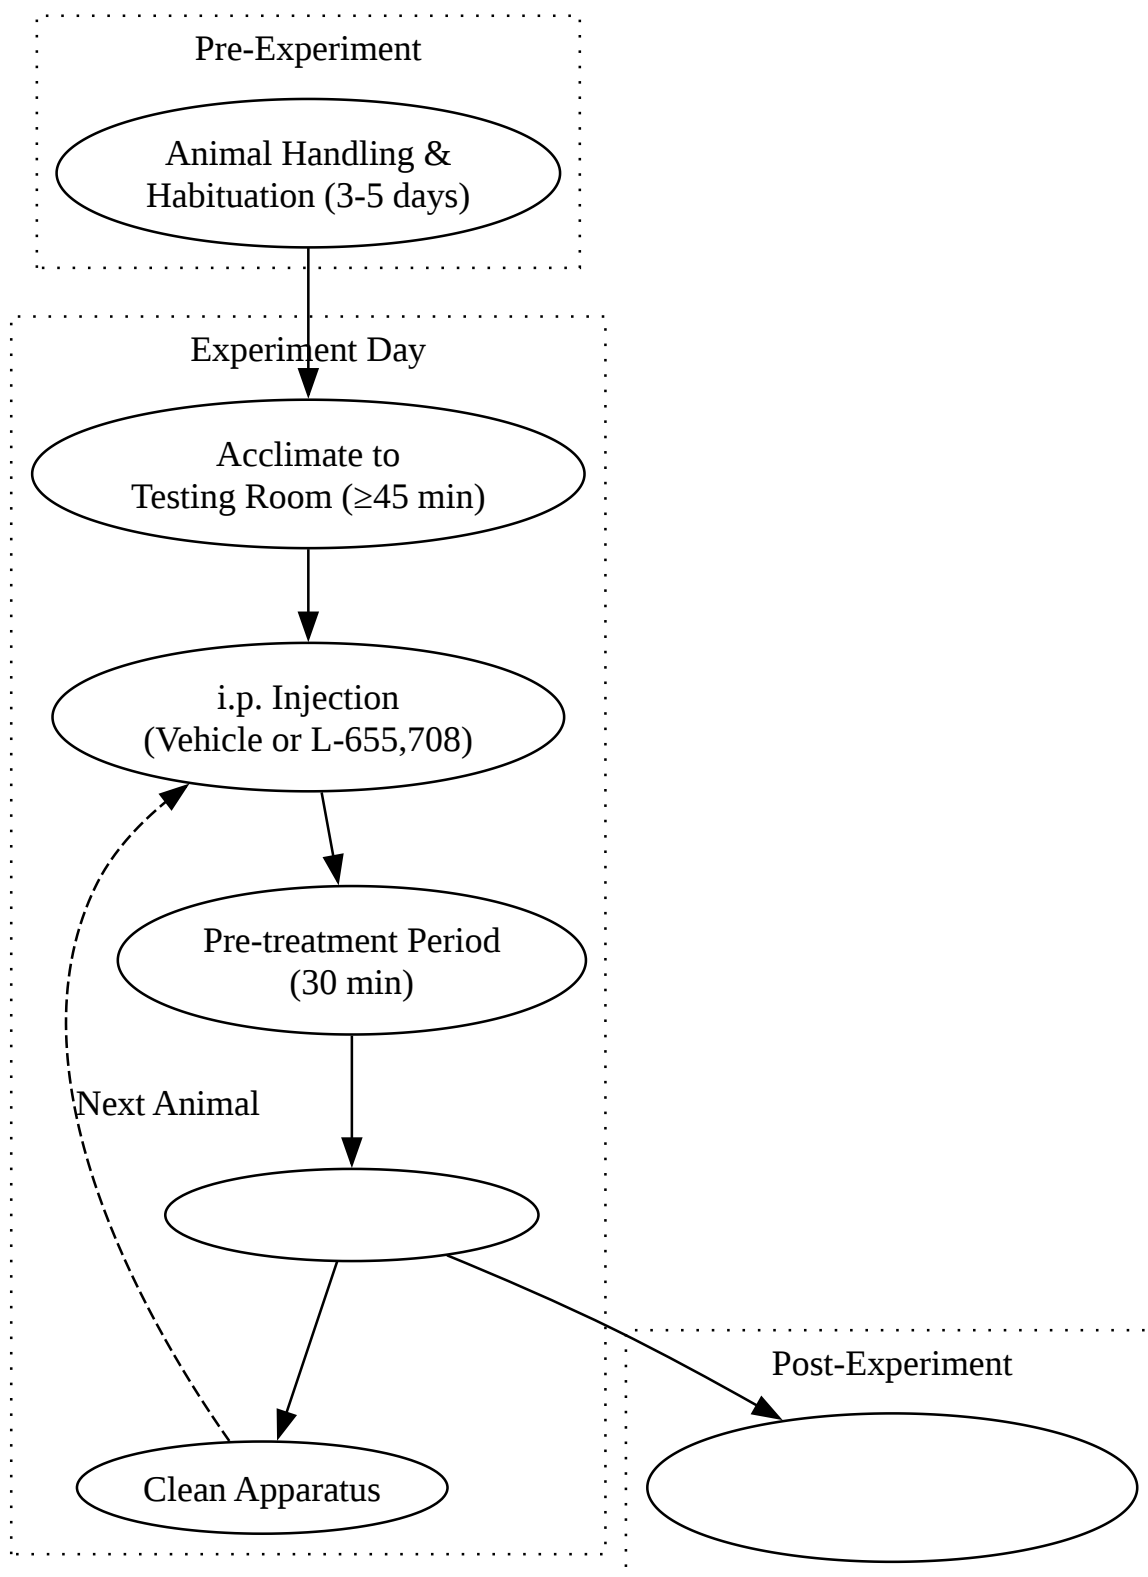 Pre-Experiment
Animal Handling &
Habituation (3-5 days)
Experiment Day
Acclimate to
Testing Room (≥45 min)
i.p. Injection
(Vehicle or L-655,708)
Pre-treatment Period
(30 min)
Next Animal
Post-Experiment
Clean Apparatus